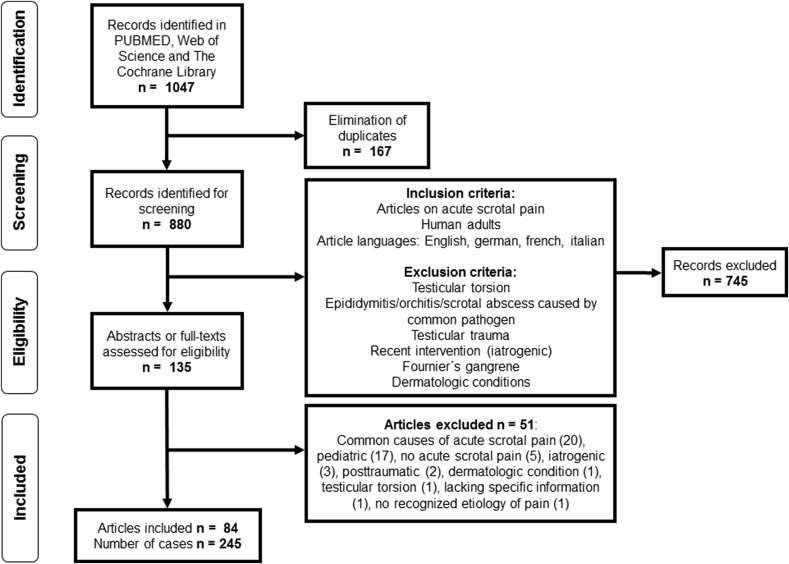 Identification
Records identified in
PUBMED, Web of
Science and The
Cochrane Library
n = 1047
Elimination of
duplicates
n = 167
Screening
Records identified for
screening
n = 880
Inclusion criteria:
Articles on acute scrotal pain
Human adults
Article languages: English, german, french, italian
Exclusion criteria:
Testicular torsion
Epididymitis/orchitis/scrotal abscess caused by
common pathogen
Testicular trauma
Recent intervention (iatrogenic)
Fournier´s gangrene
Dermatologic conditions
Records excluded
n = 745
Eligibility
Abstracts or full-texts
assessed for eligibility
n = 135
Articles excluded n = 51:
Common causes of acute scrotal pain (20),
pediatric (17), no acute scrotal pain (5), iatrogenic
(3), posttraumatic (2), dermatologic condition (1),
testicular torsion (1), lacking specific information
(1), no recognized etiology of pain (1)
Included
Articles included n = 84
Number of cases n = 245